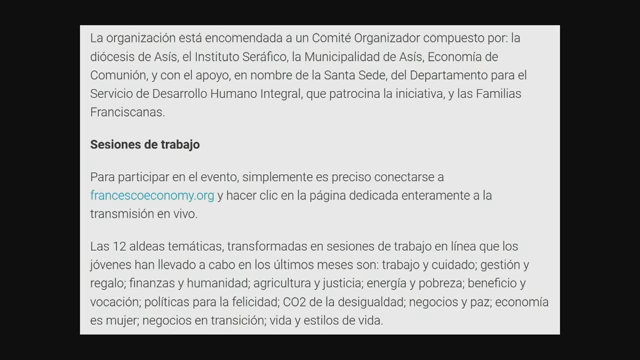 La organización está encomendada a un Comité Organizador compuesto por: la
diócesis de Asís, el Instituto Seráfico, la Municipalidad de Asís, Economía de
Comunión, y con el apoyo, en nombre de la Santa Sede, del Departamento para el
Servicio de Desarrollo Humano Integral, que patrocina la iniciativa, y las Familias
Franciscanas.
Sesiones de trabajo
Para participar en el evento, simplemente es preciso conectarse a
francescoeconomy.org y hacer clic en la página dedicada enteramente a la
transmisión en vivo.
Las 12 aldeas temáticas, transformadas en sesiones de trabajo en línea que los
jóvenes han llevado a cabo en los últimos meses son: trabajo y cuidado; gestión y
regalo; finanzas y humanidad; agricultura y justicia; energía y pobreza; beneficio y
vocación; políticas para la felicidad; CO2 de la desigualdad; negocios y paz; economía
es mujer; negocios en transición; vida y estilos de vida.